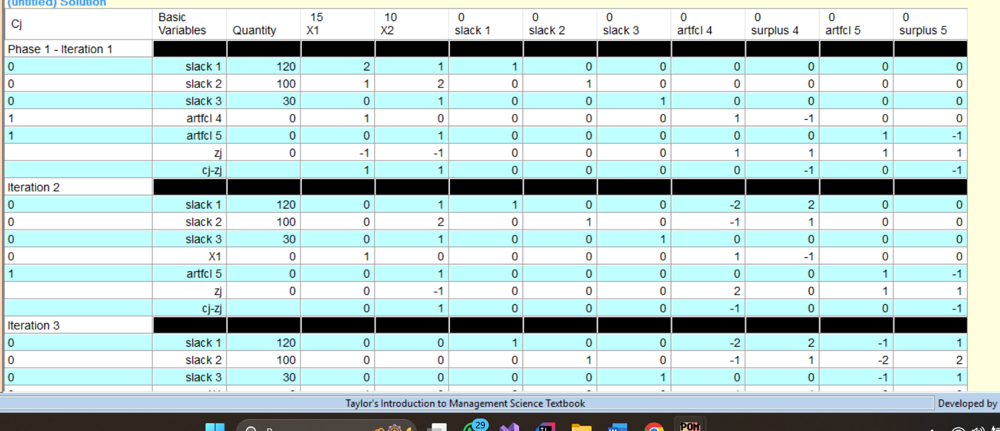 (untitled) Solution
Cj Basic Variables Quantity 15 X1 10 X2 0 slack 1 0 slack 2 0 slack 3 0 artfcl 4 0 surplus 4 0 artfcl 5 0 surplus 5
Phase 1 - Iteration 1
0 slack 1 120 2 1 1 0 0 0 0 0 0
0 slack 2 100 1 2 0 1 0 0 0 0 0
0 slack 3 30 0 1 0 0 1 0 0 0 0
1 artfcl 4 0 1 0 0 0 0 1 -1 0 0
1 artfcl 5 0 0 1 0 0 0 0 0 1 -1
zj 0 -1 -1 0 0 0 1 1 1 1
cj-zj 1 1 0 0 0 0 -1 0 -1
Iteration 2
0 slack 1 120 0 1 1 0 0 -2 2 0 0
0 slack 2 100 0 2 0 1 0 -1 1 0 0
0 slack 3 30 0 1 0 0 1 0 0 0 0
0 X1 0 1 0 0 0 0 1 -1 0 0
1 artfcl 5 0 0 1 0 0 0 0 0 1 -1
zj 0 0 -1 0 0 0 2 0 1 1
cj-zj 0 1 0 0 0 -1 0 0 -1
Iteration 3
0 slack 1 120 0 0 1 0 0 -2 2 -1 1
0 slack 2 100 0 0 0 1 0 -1 1 -2 2
0 slack 3 30 0 0 0 0 1 0 0 -1 1
Taylor's Introduction to Management Science Textbook
Developed by
29
POM